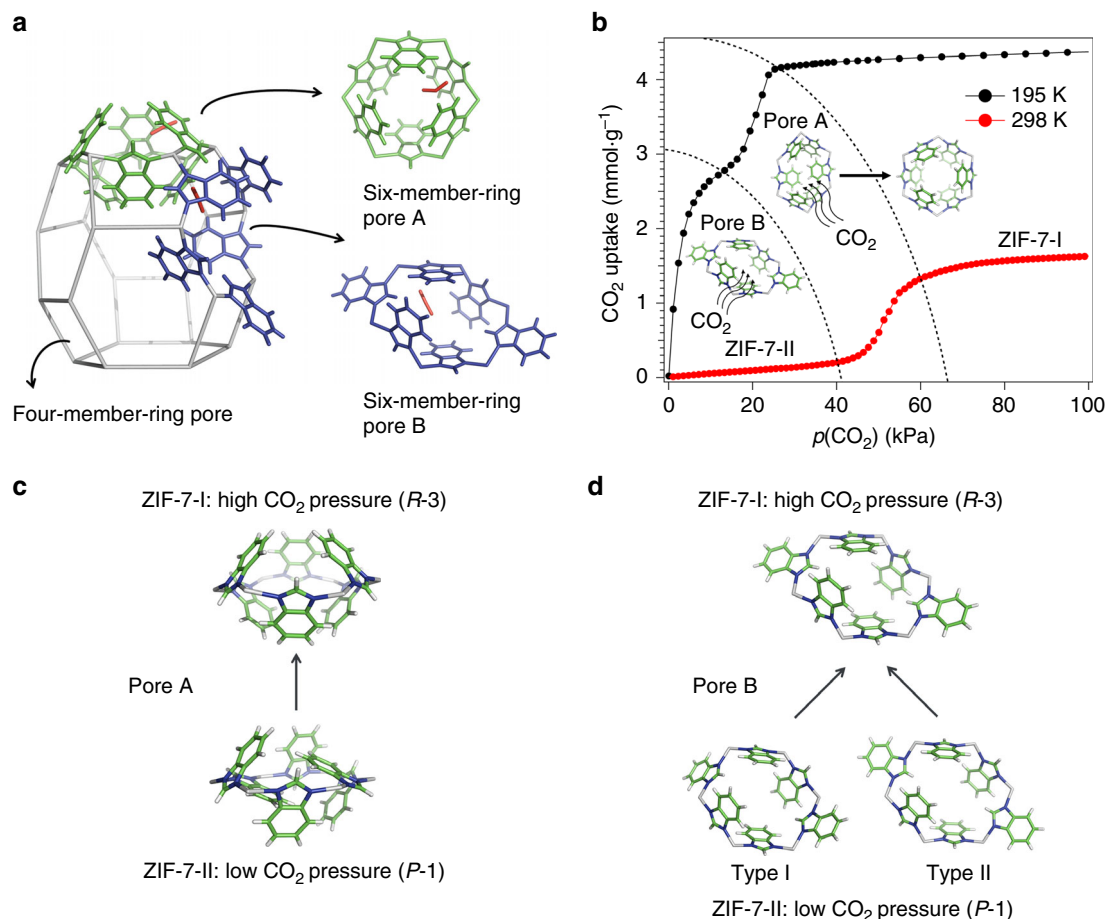 a
Six-member-ring
pore A
Six-member-ring
pore B
Four-member-ring pore
b
CO2 uptake (mmol·g⁻¹)
4
3
2
1
0
195 K
298 K
Pore A
CO2
Pore B
CO2
ZIF-7-I
ZIF-7-II
0
20
40
60
80
100
p(CO2) (kPa)
c
ZIF-7-I: high CO2 pressure (R-3)
Pore A
ZIF-7-II: low CO2 pressure (P-1)
d
ZIF-7-I: high CO2 pressure (R-3)
Pore B
Type I
Type II
ZIF-7-II: low CO2 pressure (P-1)